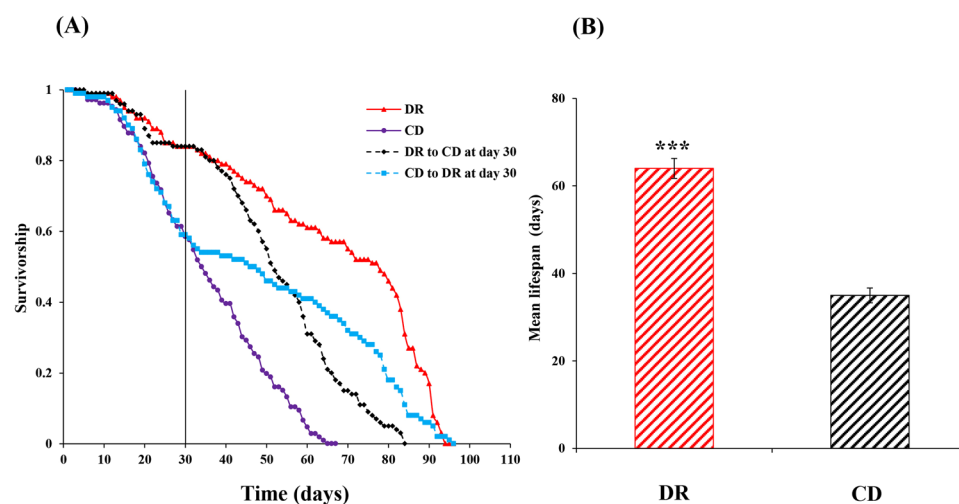 (A)
Survivorship
1
0.8
0.6
0.4
0.2
0
0 10 20 30 40 50 60 70 80 90 100 110
Time (days)
DR
CD
DR to CD at day 30
CD to DR at day 30
(B)
Mean lifespan (days)
80
60
40
20
0
***
DR CD